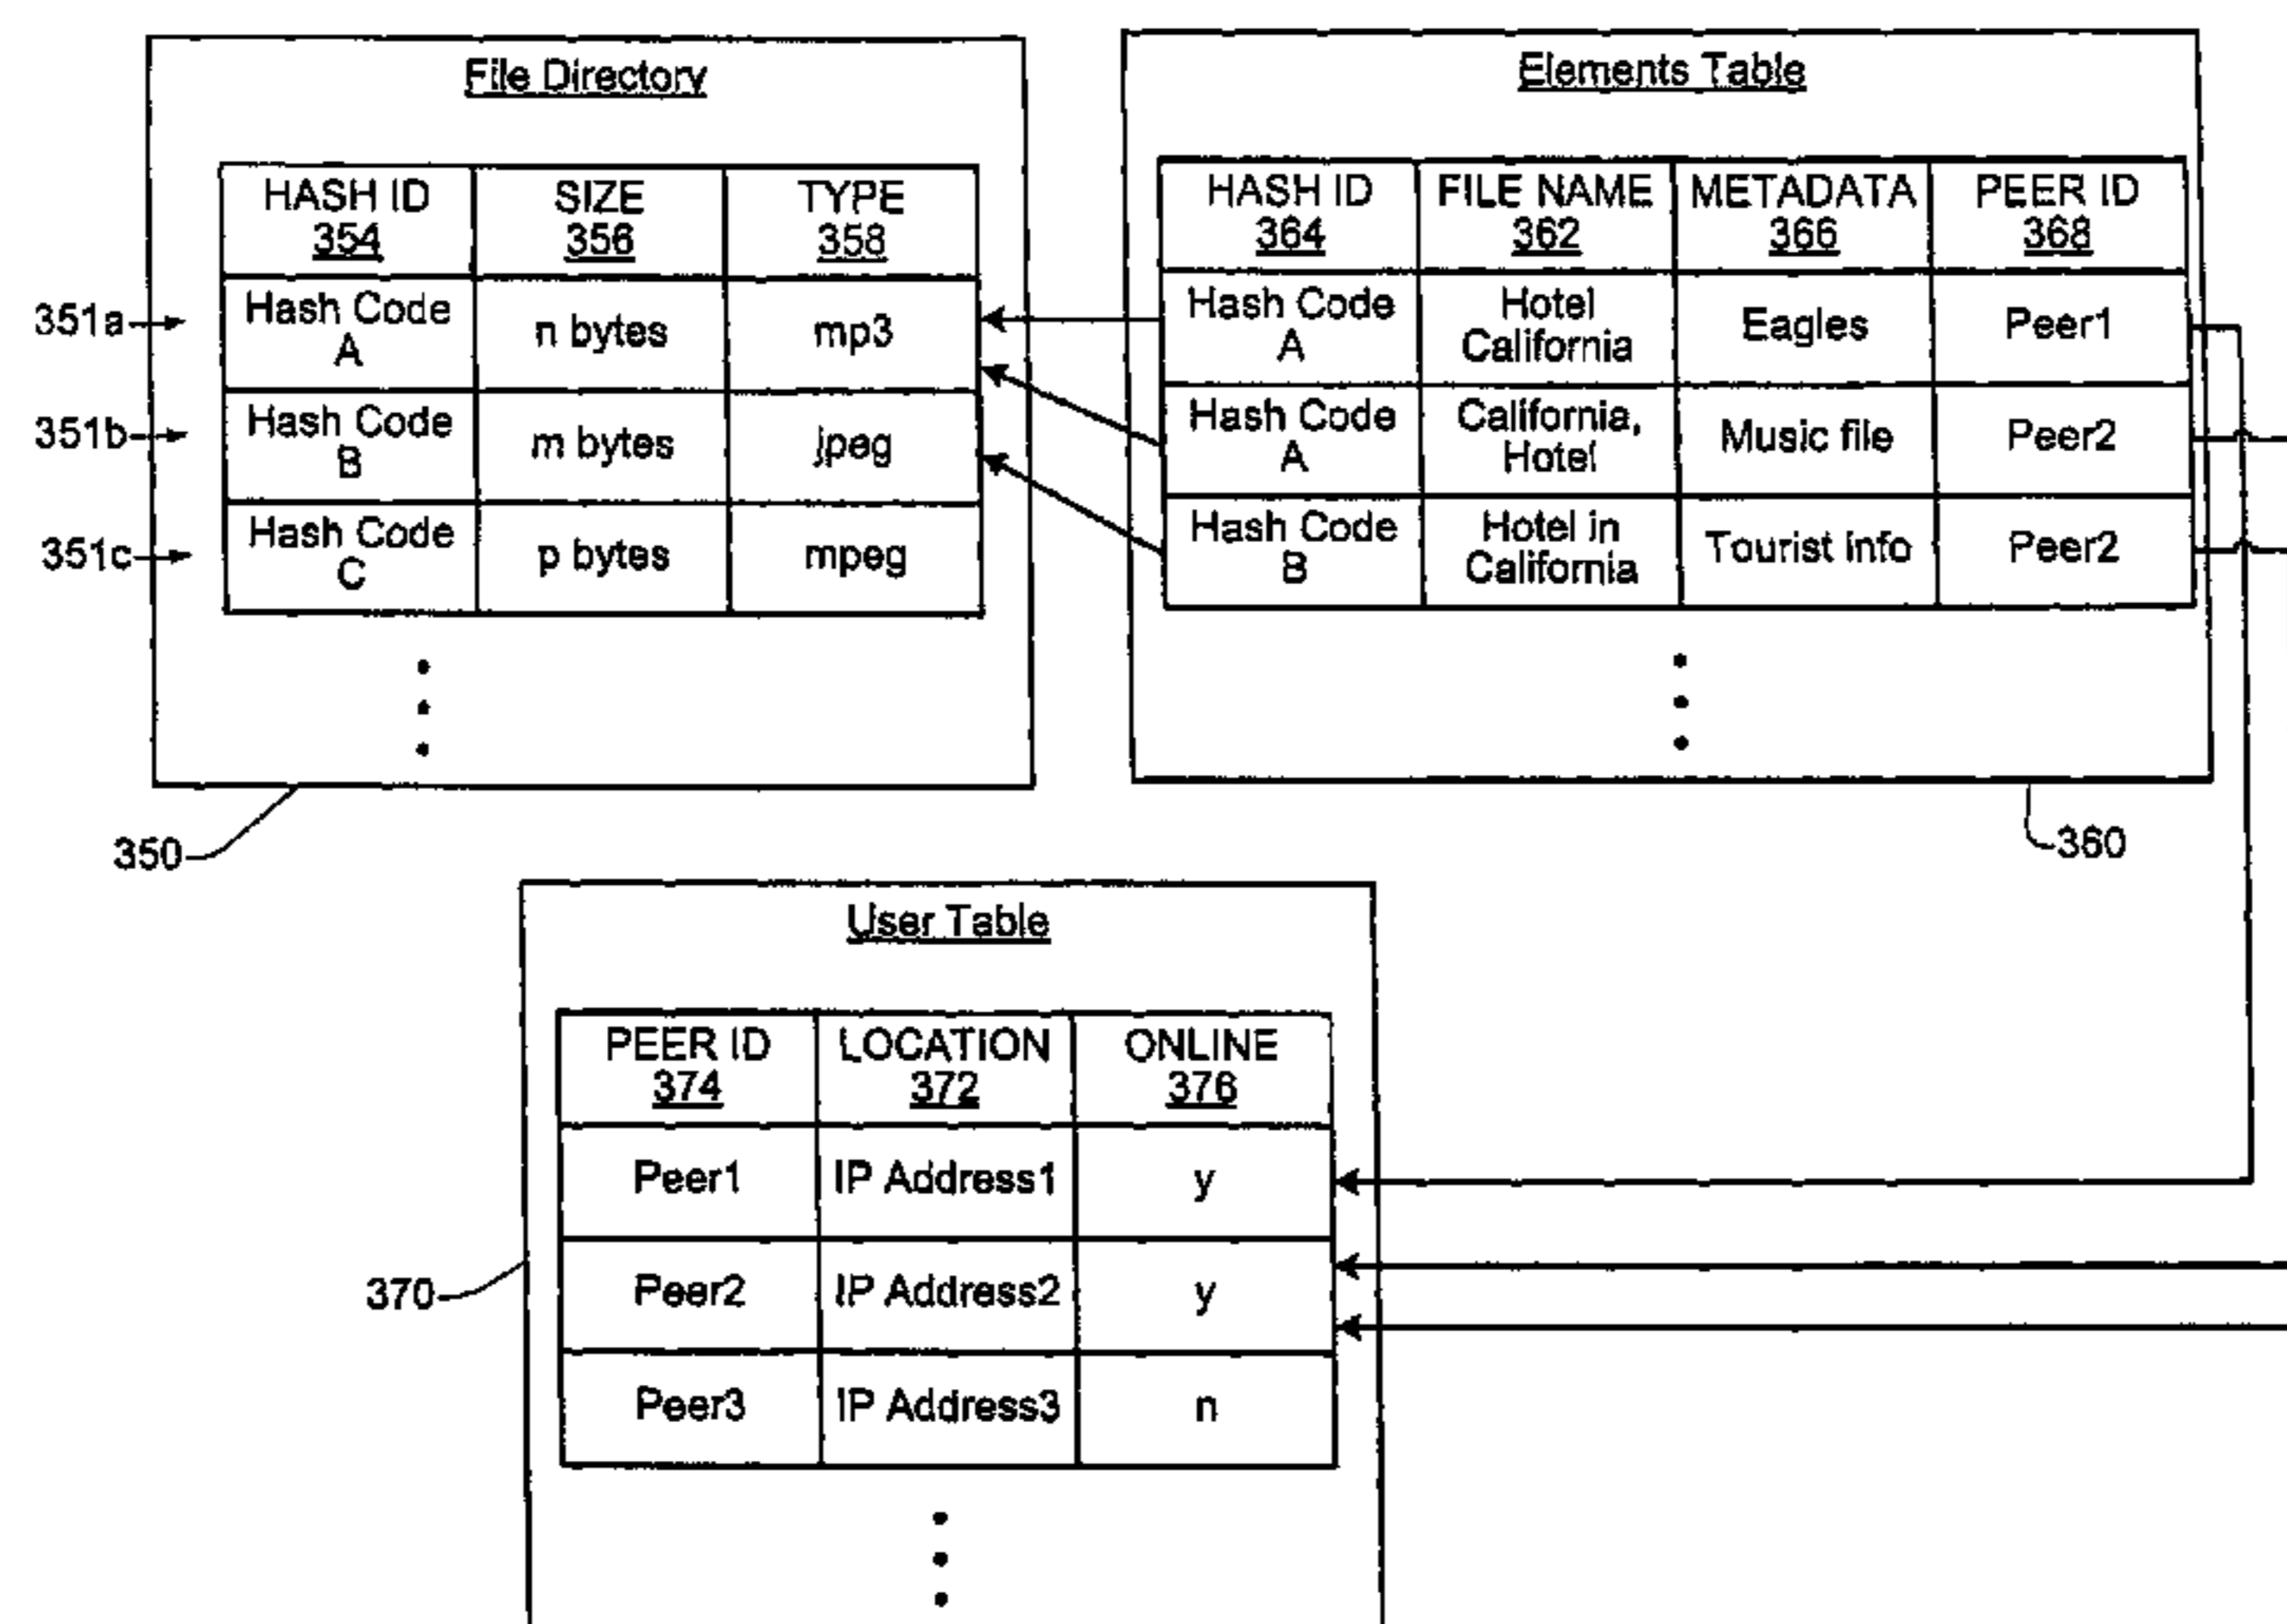 File Directory
HASH ID SIZE TYPE
354 356 358
351a Hash Code A n bytes mp3
351b Hash Code B m bytes jpeg
351c Hash Code C p bytes mpeg
350
Elements Table
HASH ID FILE NAME METADATA PEER ID
364 362 366 368
Hash Code A Hotel California Eagles Peer1
Hash Code A California, Hotel Music file Peer2
Hash Code B Hotel in California Tourist Info Peer2
360
User Table
PEER ID LOCATION ONLINE
374 372 376
Peer1 IP Address1 y
370 Peer2 IP Address2 y
Peer3 IP Address3 n